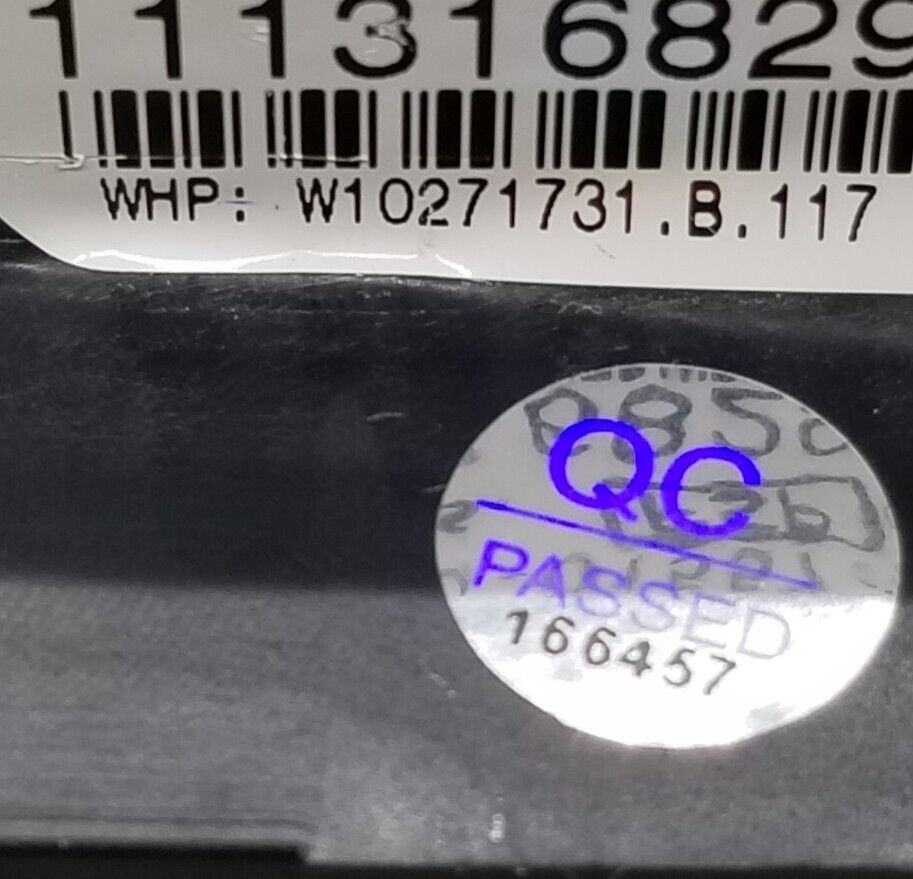 111316829
WHP: W10271731.B.117
QC
PASSED
166457